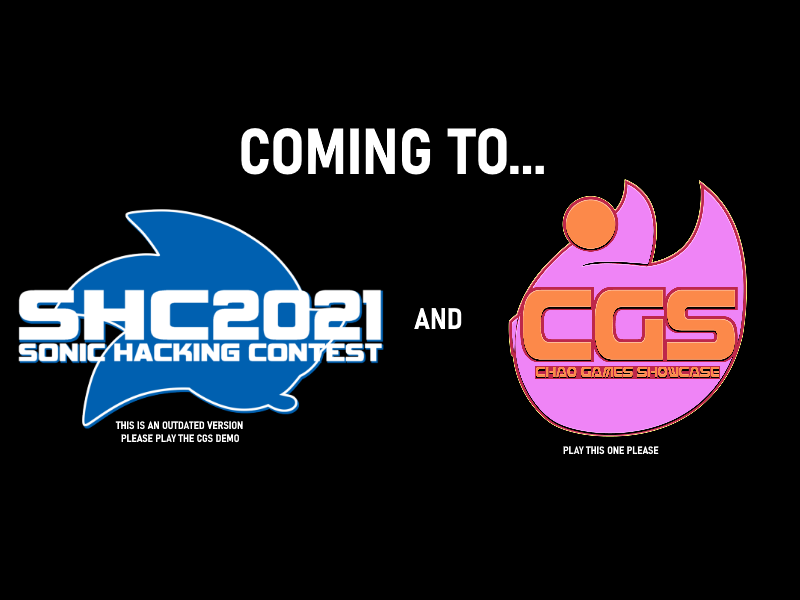 COMING TO...
SHC2021
SONIC HACKING CONTEST
AND
CGS
CHAO GAMES SHOWCASE
THIS IS AN OUTDATED VERSION
PLEASE PLAY THE CGS DEMO
PLAY THIS ONE PLEASE